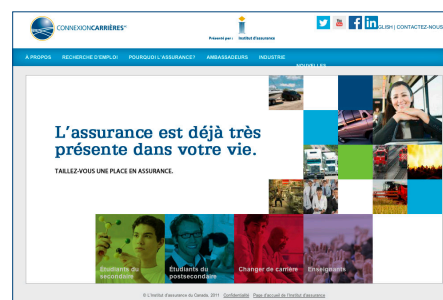 CONNEXIONCARRIÈRES
Présenté par : Institut d'assurance
GLISH | CONTACTEZ-NOUS
À PROPOS RECHERCHE D'EMPLOI POURQUOI L'ASSURANCE? AMBASSADEURS INDUSTRIE
NOUVELLES
L'assurance est déjà très
présente dans votre vie.
TAILLEZ-VOUS UNE PLACE EN ASSURANCE.
Étudiants du
secondaire
Étudiants du
postsecondaire
Changer de carrière
Enseignants
© L'Institut d'assurance du Canada, 2011 Confidentialité Page d'accueil de l'Institut d'assurance